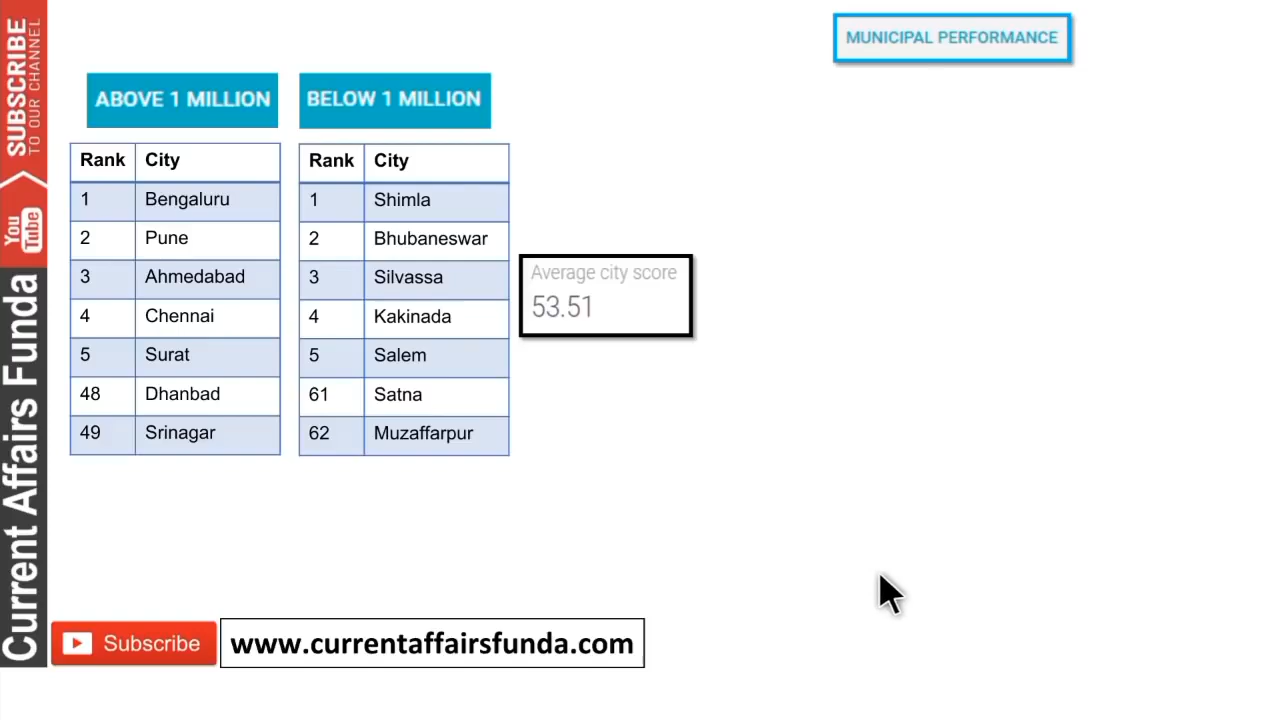 SUBSCRIBE
TO OUR CHANNEL
You
Tube
Current Affairs Funda
MUNICIPAL PERFORMANCE
ABOVE 1 MILLION
Rank City
1 Bengaluru
2 Pune
3 Ahmedabad
4 Chennai
5 Surat
48 Dhanbad
49 Srinagar
BELOW 1 MILLION
Rank City
1 Shimla
2 Bhubaneswar
3 Silvassa
4 Kakinada
5 Salem
61 Satna
62 Muzaffarpur
Average city score
53.51
Subscribe
www.currentaffairsfunda.com